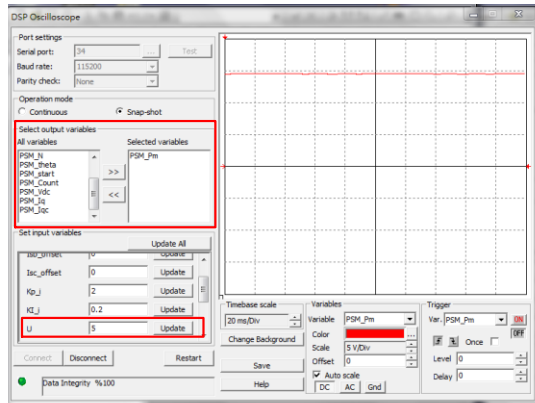 DSP Oscilloscope
Port settings
Serial port: 34 ... Test
Baud rate: 115200
Parity check: None
Operation mode
Continuous Snap-shot
Select output variables
All variables Selected variables
PSM_N PSM_Pm
PSM_theta
PSM_start >>
PSM_Count
PSM_Vdc <<
PSM_Iq
PSM_Iqc
Set input variables
Update All
Isb_offset 0 Update
Isc_offset 0 Update
Kp_i 2 Update
KI_i 0.2 Update
U 5 Update
Connect Disconnect Restart
Data Integrity %100
Timebase scale
20 ms/Div
Change Background
Save
Help
Variables
Variable PSM_Pm
Color ...
Scale 5 V/Div
Offset 0
Auto scale
DC AC Gnd
Trigger
Var. PSM_Pm ON
OFF
Once
Level 0
Delay 0